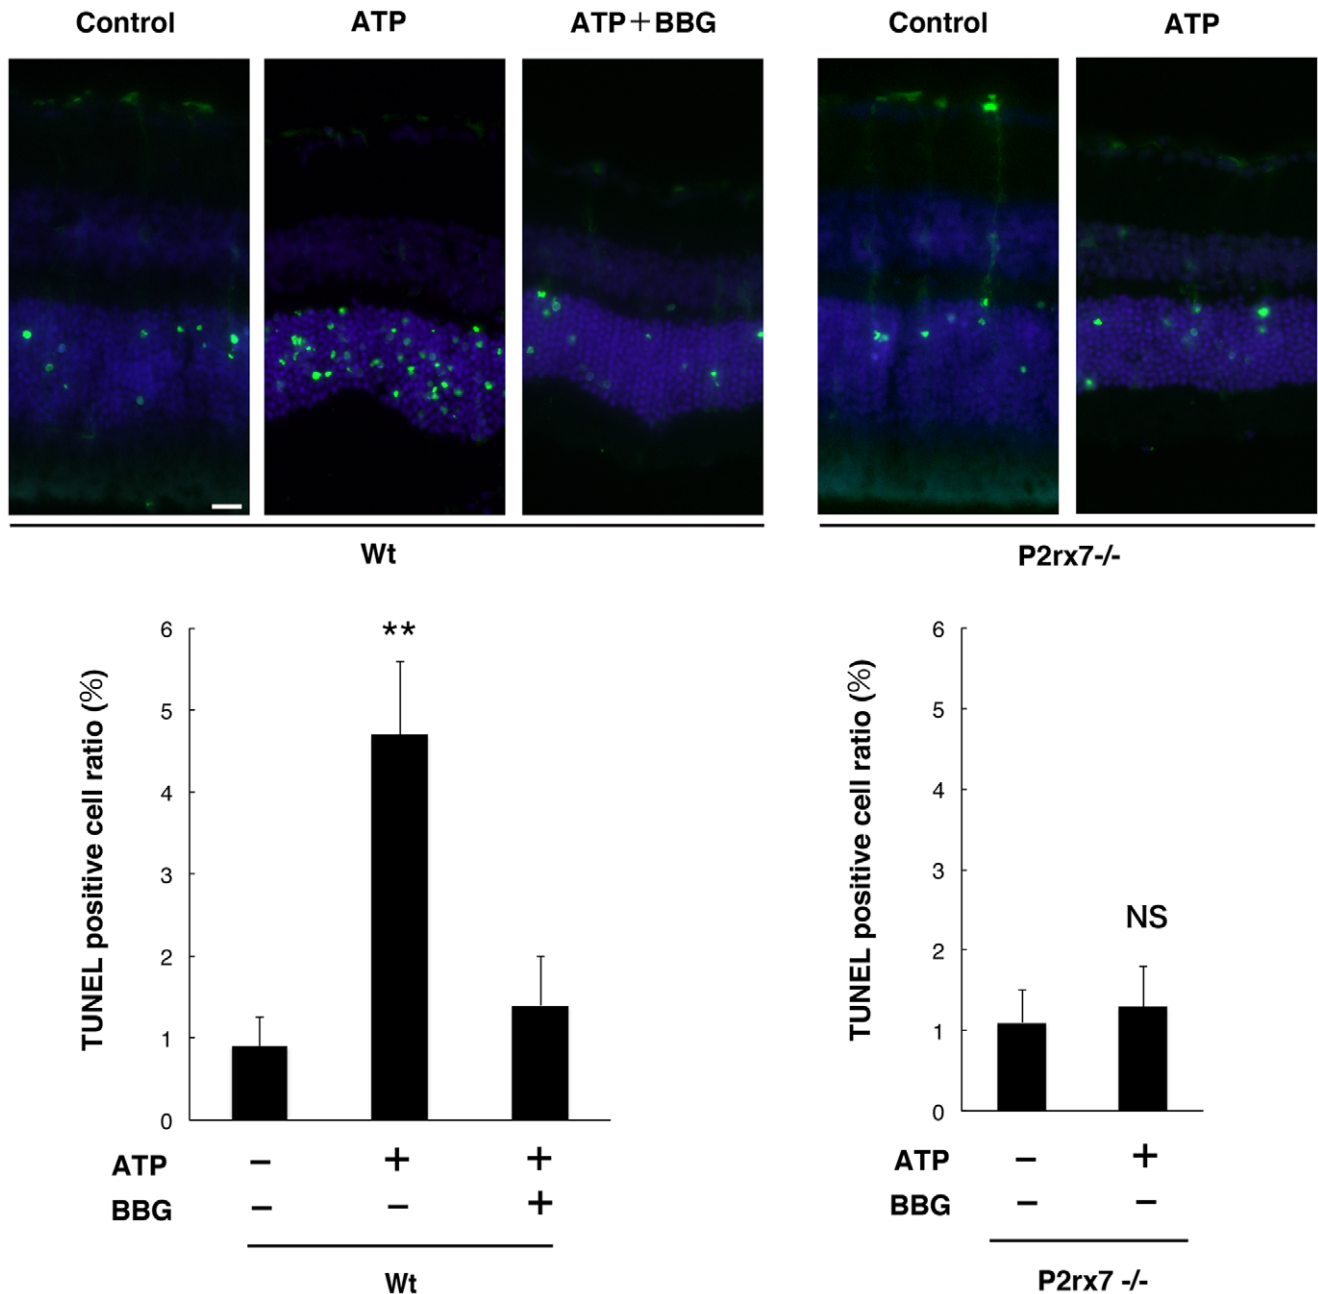 Control ATP ATP+BBG Control ATP
Wt P2rx7-/-
TUNEL positive cell ratio (%)
6
5
4
3
2
1
0
**
ATP − + +
BBG − − +
Wt
TUNEL positive cell ratio (%)
6
5
4
3
2
1
0
NS
ATP − +
BBG − −
P2rx7 -/-